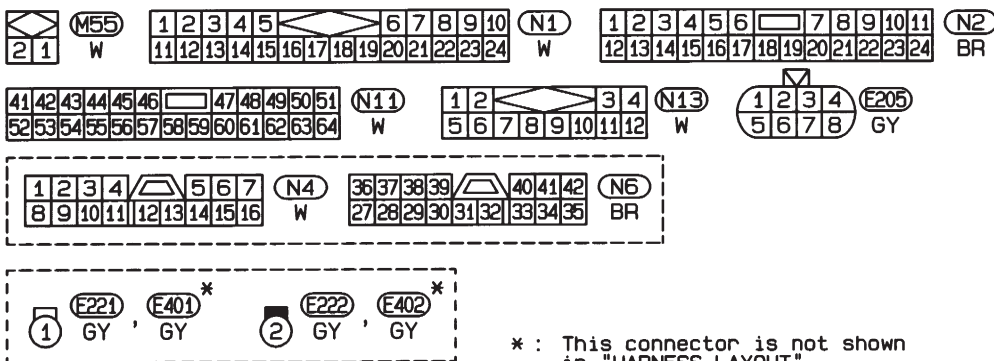 1 2 3 4 5 6 7 8 9 10 1 2 3 4 5 6 7 8 9 10 11
2 1 M55 W 11 12 13 14 15 16 17 18 19 20 21 22 23 24 N1 W 12 13 14 15 16 17 18 19 20 21 22 23 24 N2 BR
41 42 43 44 45 46 47 48 49 50 51 N11 1 2 3 4 N13 1 2 3 4 E205
52 53 54 55 56 57 58 59 60 61 62 63 64 W 5 6 7 8 9 10 11 12 W 5 6 7 8 GY
1 2 3 4 5 6 7 N4 36 37 38 39 40 41 42 N6
8 9 10 11 12 13 14 15 16 W 27 28 29 30 31 32 33 34 35 BR
1 E221 , E401 * 2 E222 , E402 *
GY GY GY GY
* : This connector is not shown
in "HARNESS LAYOUT"